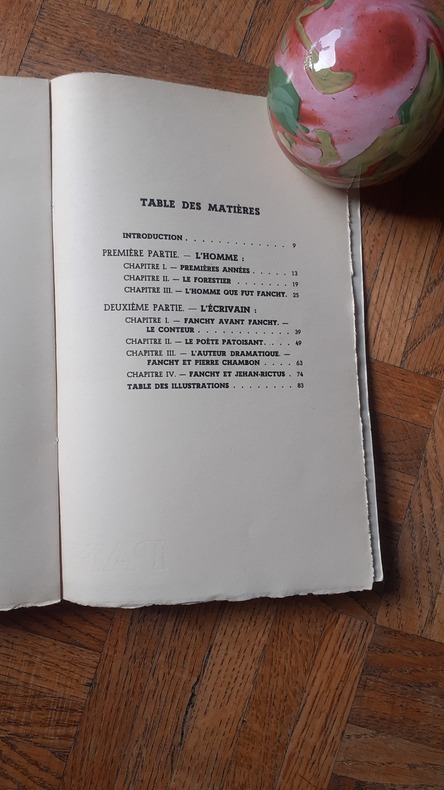 TABLE DES MATIÈRES
INTRODUCTION . . . . . . . . . . . . . 9
PREMIÈRE PARTIE. — L'HOMME :
CHAPITRE I. — PREMIÈRES ANNÉES . . . . . 13
CHAPITRE II. — LE FORESTIER . . . . . . . 19
CHAPITRE III. — L'HOMME QUE FUT FANCHY. 25
DEUXIÈME PARTIE. — L'ÉCRIVAIN :
CHAPITRE I. — FANCHY AVANT FANCHY. —
LE CONTEUR . . . . . . . . . . . . 39
CHAPITRE II. — LE POÈTE PATOISANT. . . . 49
CHAPITRE III. — L'AUTEUR DRAMATIQUE. —
FANCHY ET PIERRE CHAMBON . . . . 63
CHAPITRE IV. — FANCHY ET JEHAN-RICTUS . 74
TABLE DES ILLUSTRATIONS . . . . . . . . 83